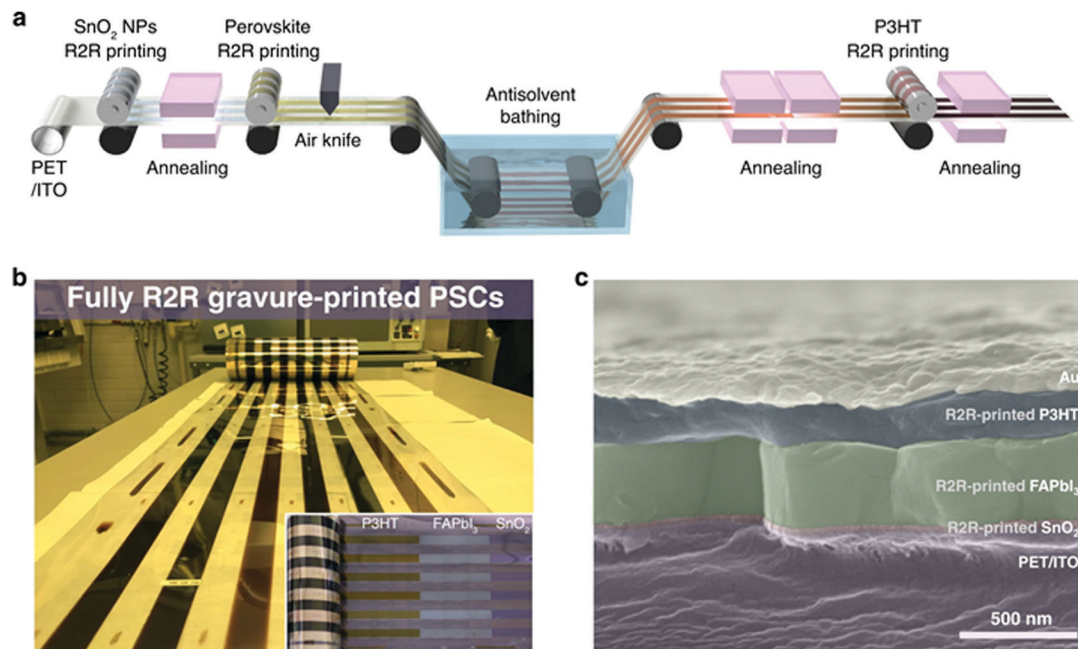 a
SnO₂ NPs
R2R printing
Perovskite
R2R printing
P3HT
R2R printing
Antisolvent
bathing
Air knife
PET
/ITO
Annealing
Annealing
Annealing
b
Fully R2R gravure-printed PSCs
P3HT FAPbI₃ SnO₂
c
Au
R2R-printed P3HT
R2R-printed FAPbI₃
R2R-printed SnO₂
PET/ITO
500 nm